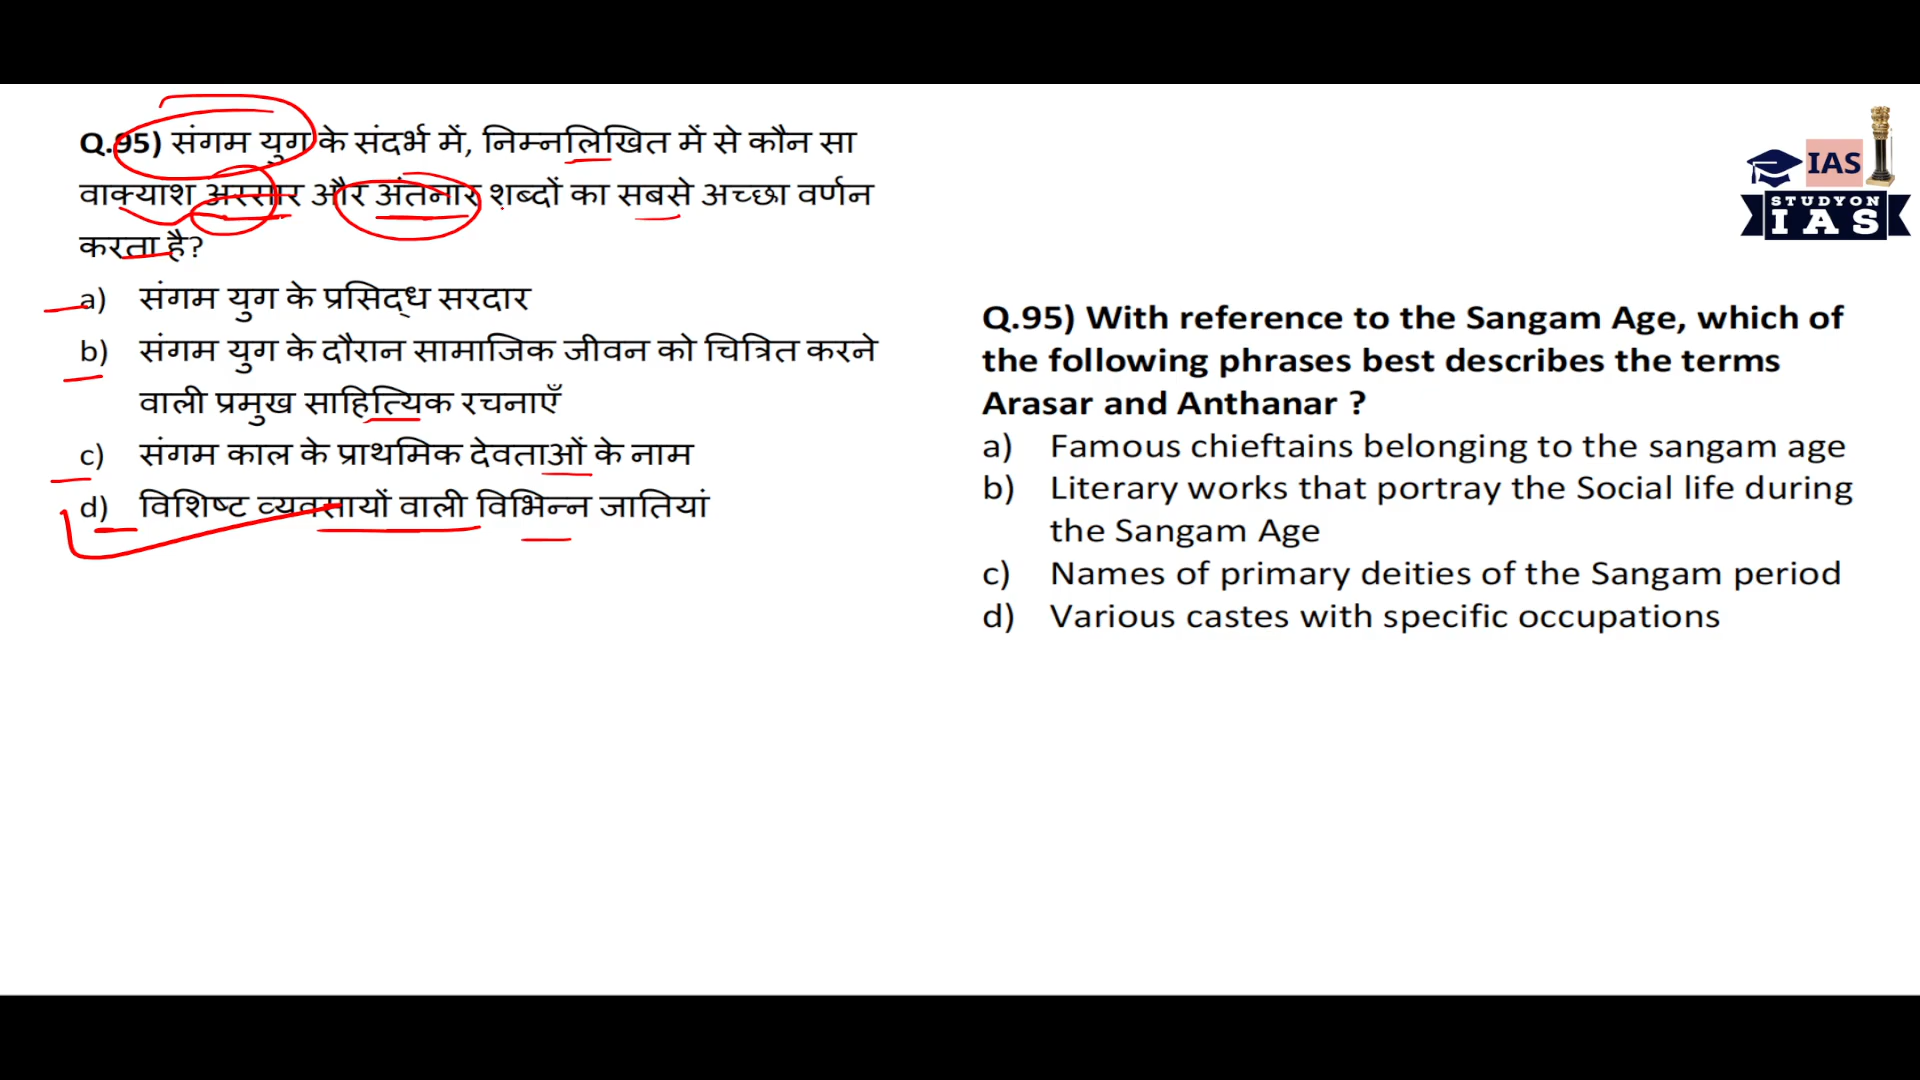 Q.95) संगम युग के संदर्भ में, निम्नलिखित में से कौन सा
वाक्याश अरसार और अंतनार शब्दों का सबसे अच्छा वर्णन
करता है?
a) संगम युग के प्रसिद्ध सरदार
b) संगम युग के दौरान सामाजिक जीवन को चित्रित करने
वाली प्रमुख साहित्यिक रचनाएँ
c) संगम काल के प्राथमिक देवताओं के नाम
d) विशिष्ट व्यवसायों वाली विभिन्न जातियां
IAS
STUDYON
IAS
Q.95) With reference to the Sangam Age, which of
the following phrases best describes the terms
Arasar and Anthanar ?
a) Famous chieftains belonging to the sangam age
b) Literary works that portray the Social life during
the Sangam Age
c) Names of primary deities of the Sangam period
d) Various castes with specific occupations